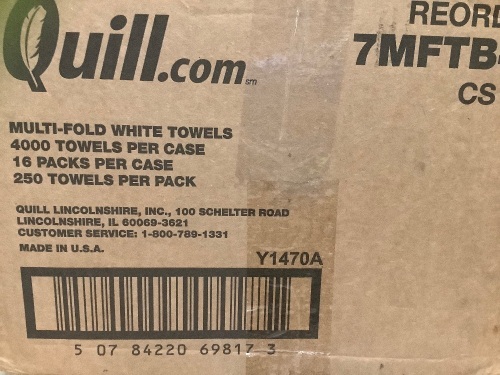 Quill.com sm
REORD
7MFTB
CS
MULTI-FOLD WHITE TOWELS
4000 TOWELS PER CASE
16 PACKS PER CASE
250 TOWELS PER PACK
QUILL LINCOLNSHIRE, INC., 100 SCHELTER ROAD
LINCOLNSHIRE, IL 60069-3621
CUSTOMER SERVICE: 1-800-789-1331
MADE IN U.S.A.
Y1470A
5 07 84220 69817 3